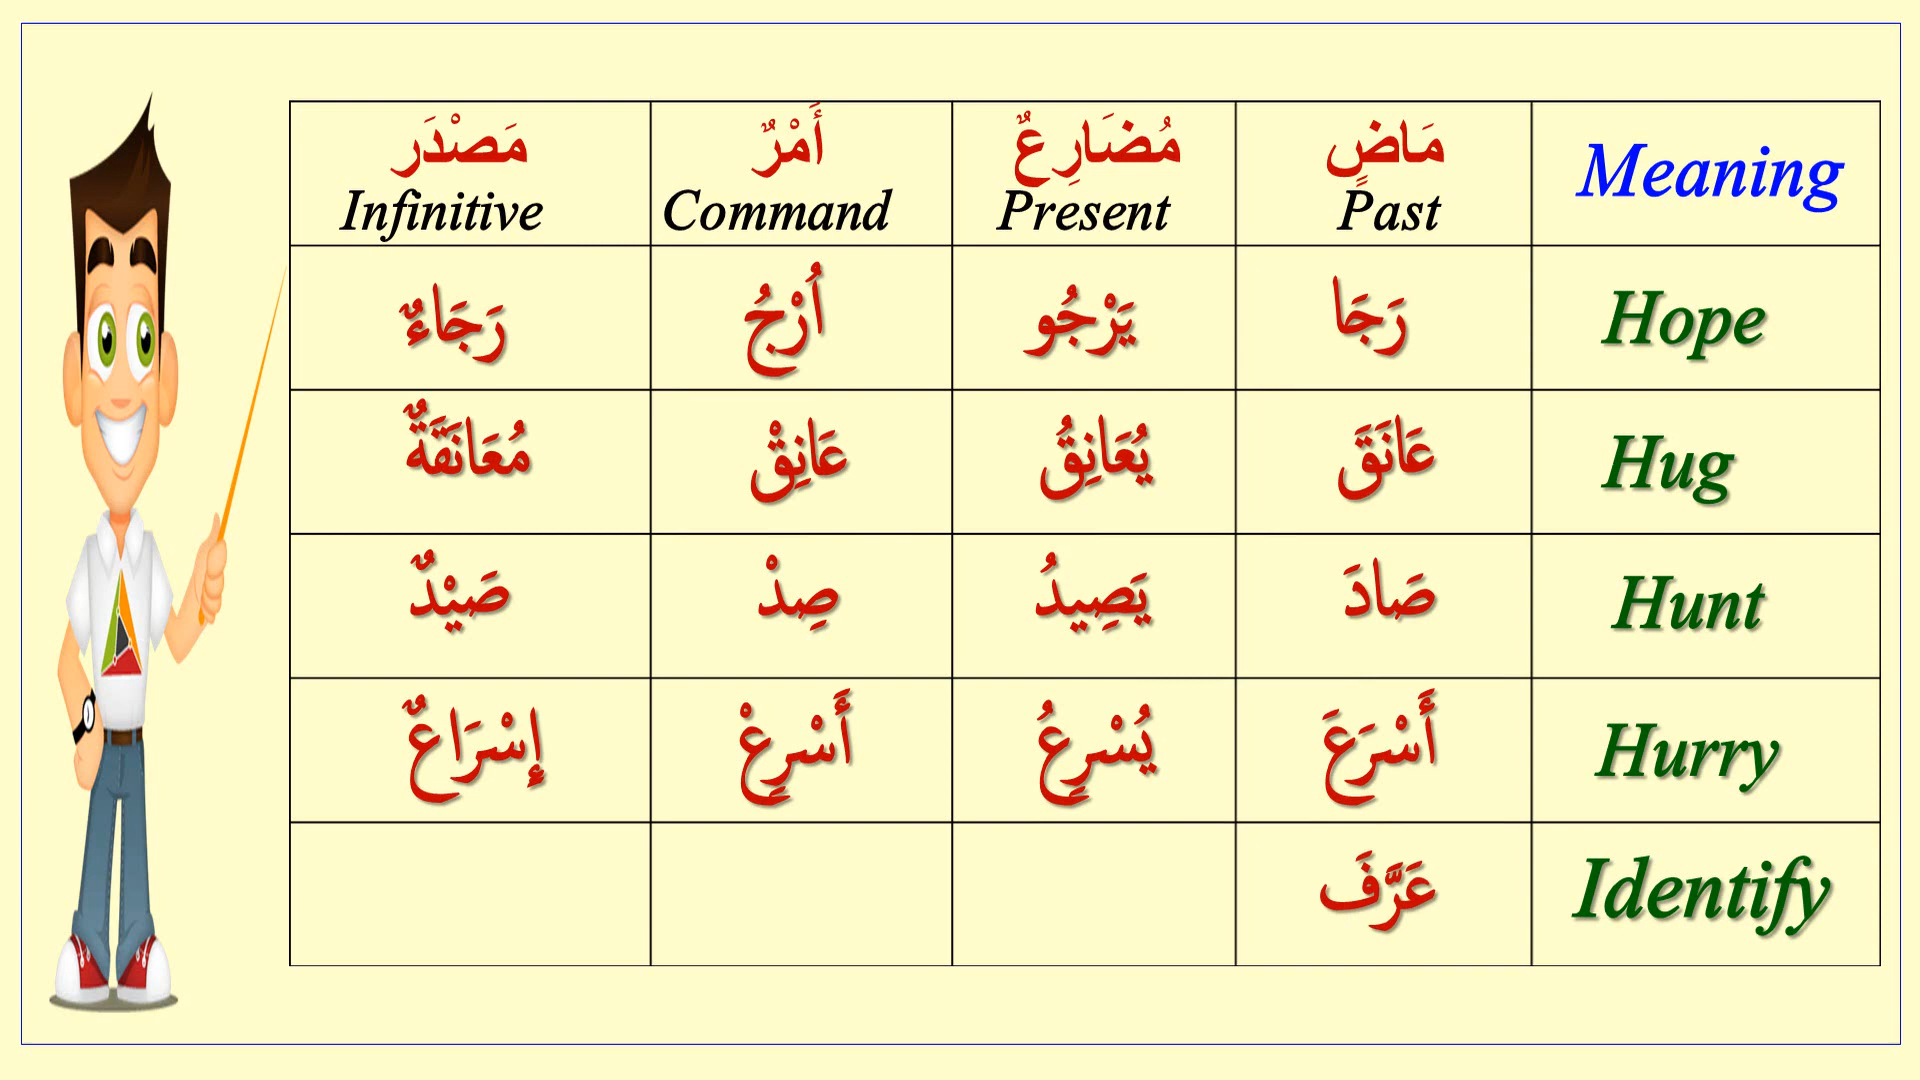 مَصْدَر أَمْرٌ مُضَارِعٌ مَاضٍ Meaning
Infinitive Command Present Past
رَجَاءٌ اُرْجُ يَرْجُو رَجَا Hope
مُعَانَقَةٌ عَانِقْ يُعَانِقُ عَانَقَ Hug
صَيْدٌ صِدْ يَصِيدُ صَادَ Hunt
إِسْرَاعٌ أَسْرِعْ يُسْرِعُ أَسْرَعَ Hurry
عَرَّفَ Identify